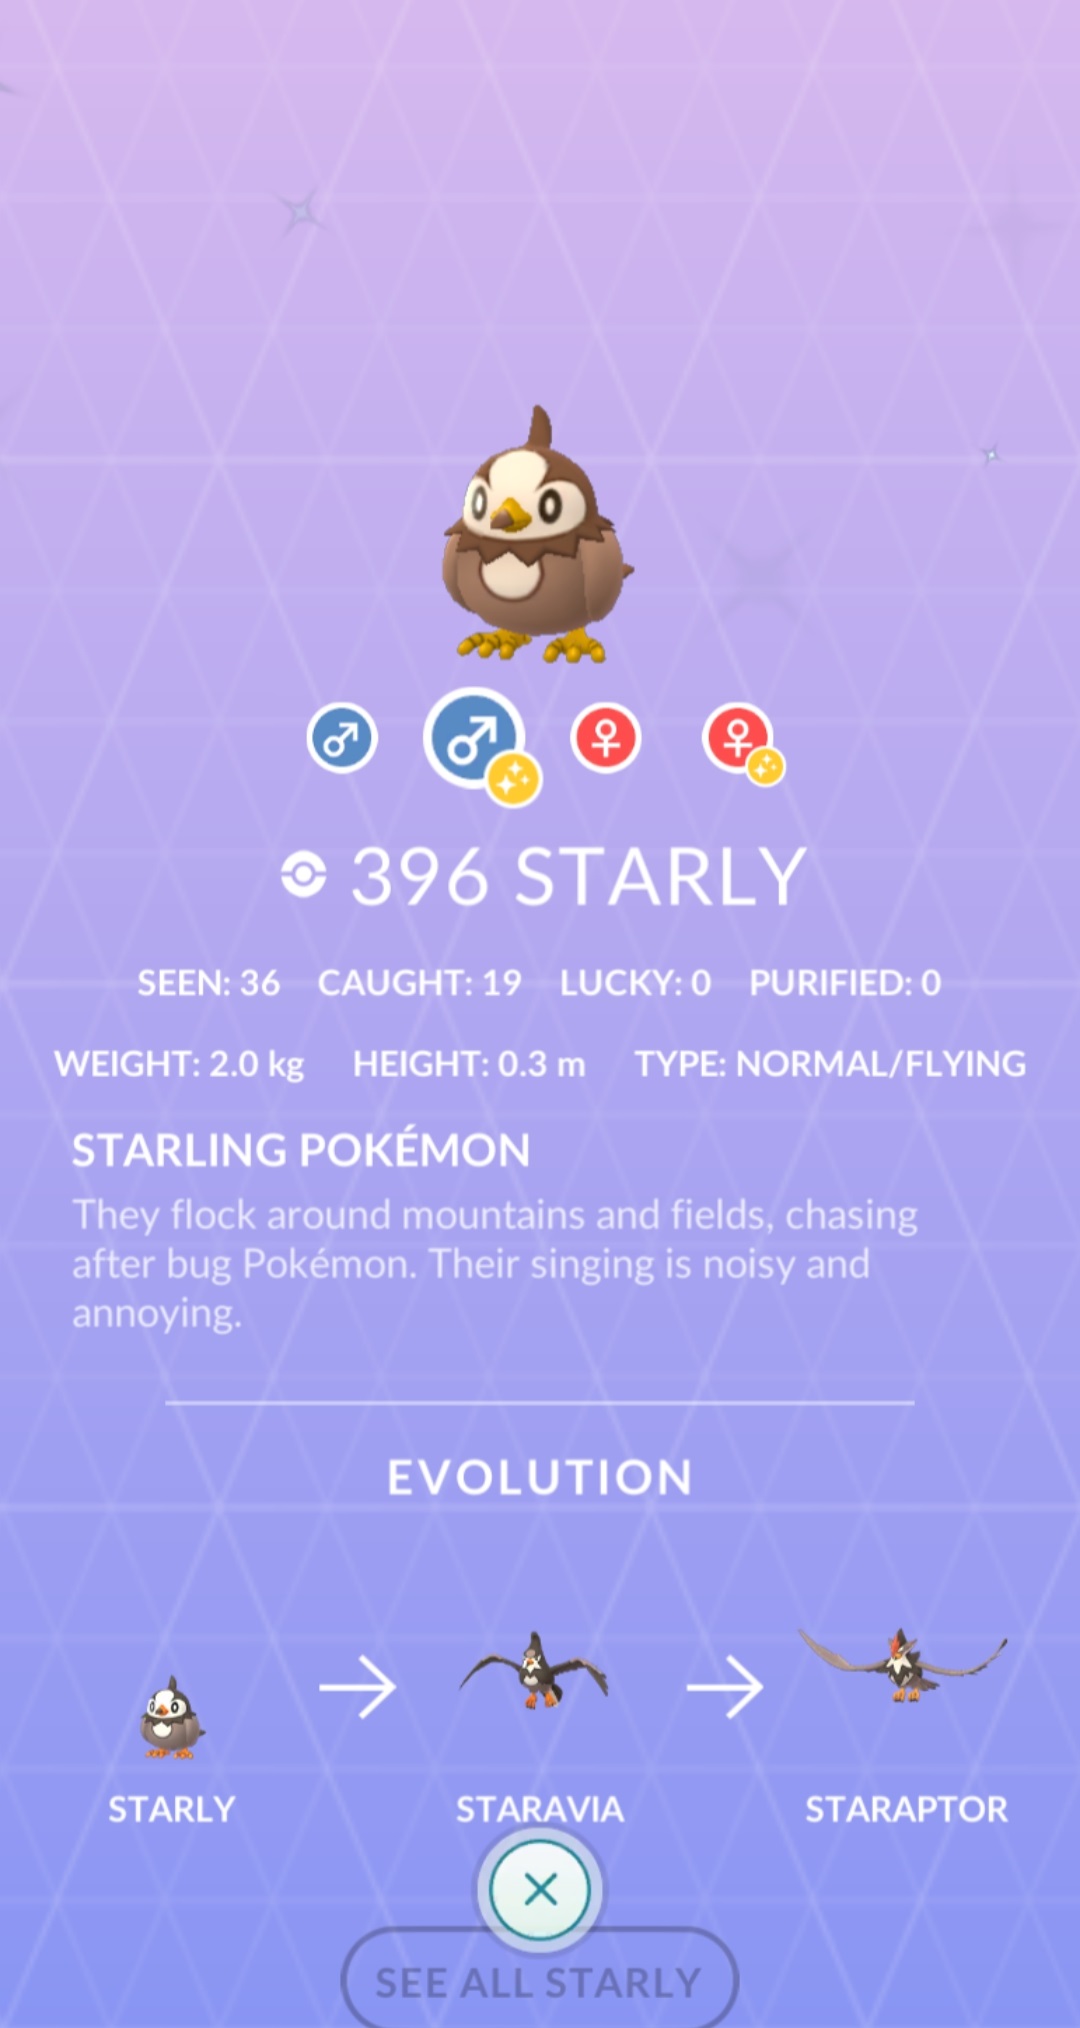 396 STARLY
SEEN: 36 CAUGHT: 19 LUCKY: 0 PURIFIED: 0
WEIGHT: 2.0 kg HEIGHT: 0.3 m TYPE: NORMAL/FLYING
STARLING POKÉMON
They flock around mountains and fields, chasing
after bug Pokémon. Their singing is noisy and
annoying.
EVOLUTION
STARLY STARAVIA STARAPTOR
SEE ALL STARLY